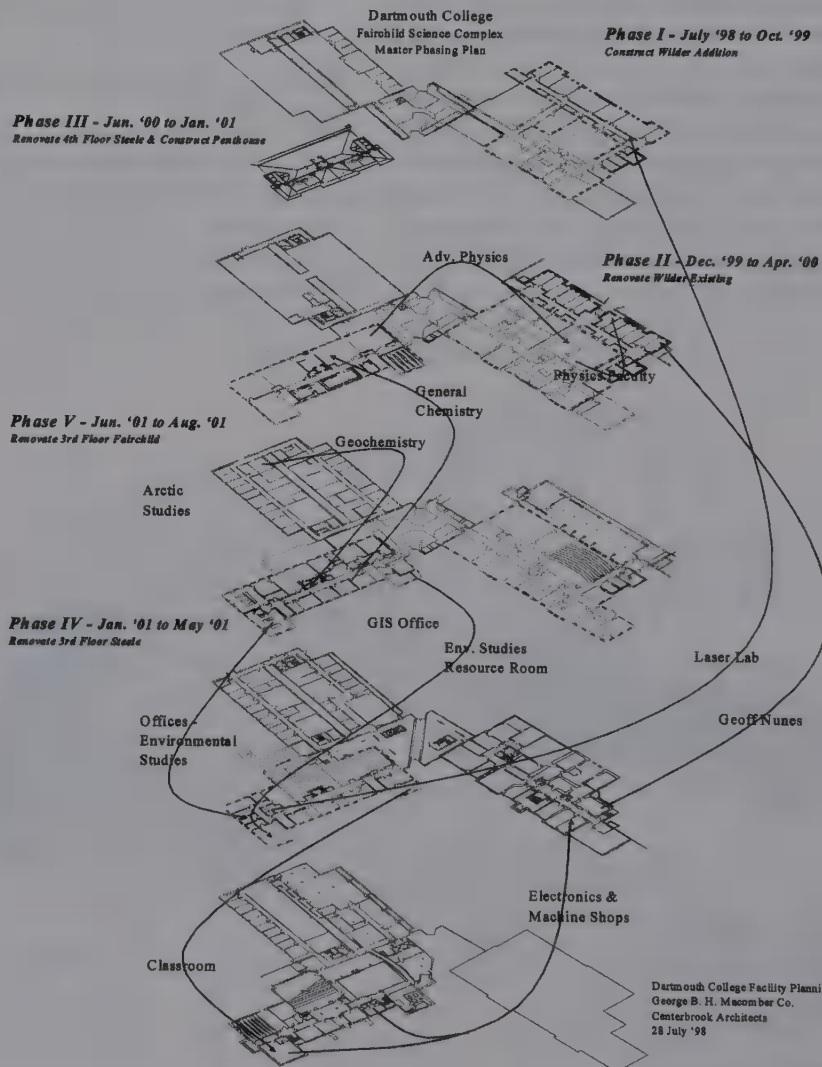 Dartmouth College
Fairchild Science Complex
Master Phasing Plan
Phase I - July '98 to Oct. '99
Construct Wilder Addition
Phase III - Jun. '00 to Jan. '01
Renovate 4th Floor Steele & Construct Penthouse
Adv. Physics
Phase II - Dec. '99 to Apr. '00
Renovate Wilder Existing
Physics Faculty
General
Chemistry
Phase V - Jun. '01 to Aug. '01
Renovate 3rd Floor Fairchild
Geochemistry
Arctic
Studies
Phase IV - Jan. '01 to May '01
Renovate 3rd Floor Steele
GIS Office
Env. Studies
Resource Room
Laser Lab
Offices -
Environmental
Studies
Geoff Nunes
Electronics &
Machine Shops
Classroom
Dartmouth College Facility Planni
George B. H. Macomber Co.
Centerbrook Architects
28 July '98